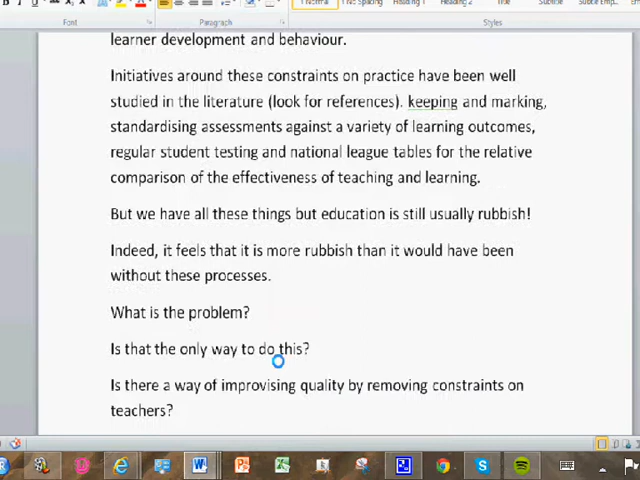 Font
Paragraph
Styles
learner development and behaviour.
Initiatives around these constraints on practice have been well
studied in the literature (look for references). keeping and marking,
standardising assessments against a variety of learning outcomes,
regular student testing and national league tables for the relative
comparison of the effectiveness of teaching and learning.
But we have all these things but education is still usually rubbish!
Indeed, it feels that it is more rubbish than it would have been
without these processes.
What is the problem?
Is that the only way to do this?
Is there a way of improvising quality by removing constraints on
teachers?